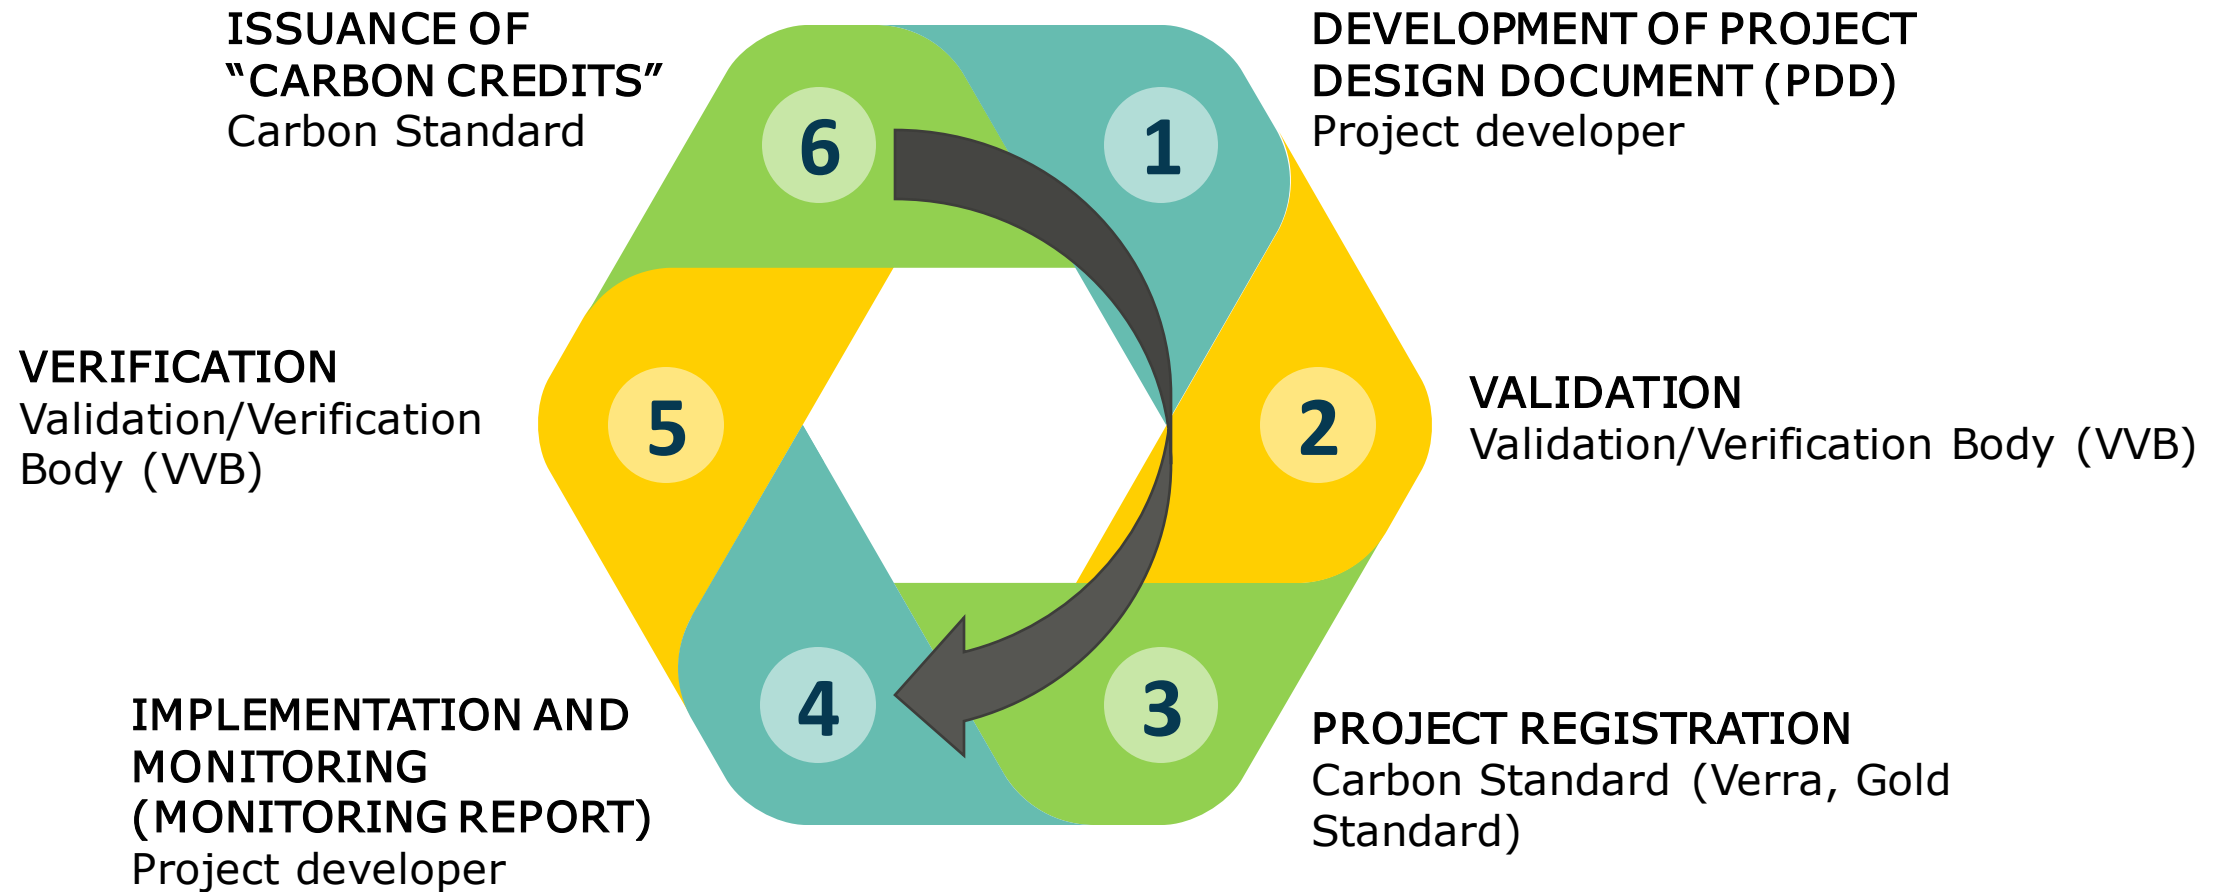 ISSUANCE OF
“CARBON CREDITS”
Carbon Standard
6
1
DEVELOPMENT OF PROJECT
DESIGN DOCUMENT (PDD)
Project developer
2
VALIDATION
Validation/Verification Body (VVB)
3
PROJECT REGISTRATION
Carbon Standard (Verra, Gold
Standard)
4
IMPLEMENTATION AND
MONITORING
(MONITORING REPORT)
Project developer
5
VERIFICATION
Validation/Verification
Body (VVB)